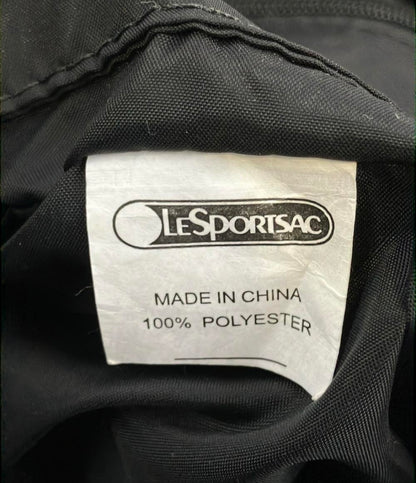 LESPORTSAC
MADE IN CHINA
100% POLYESTER